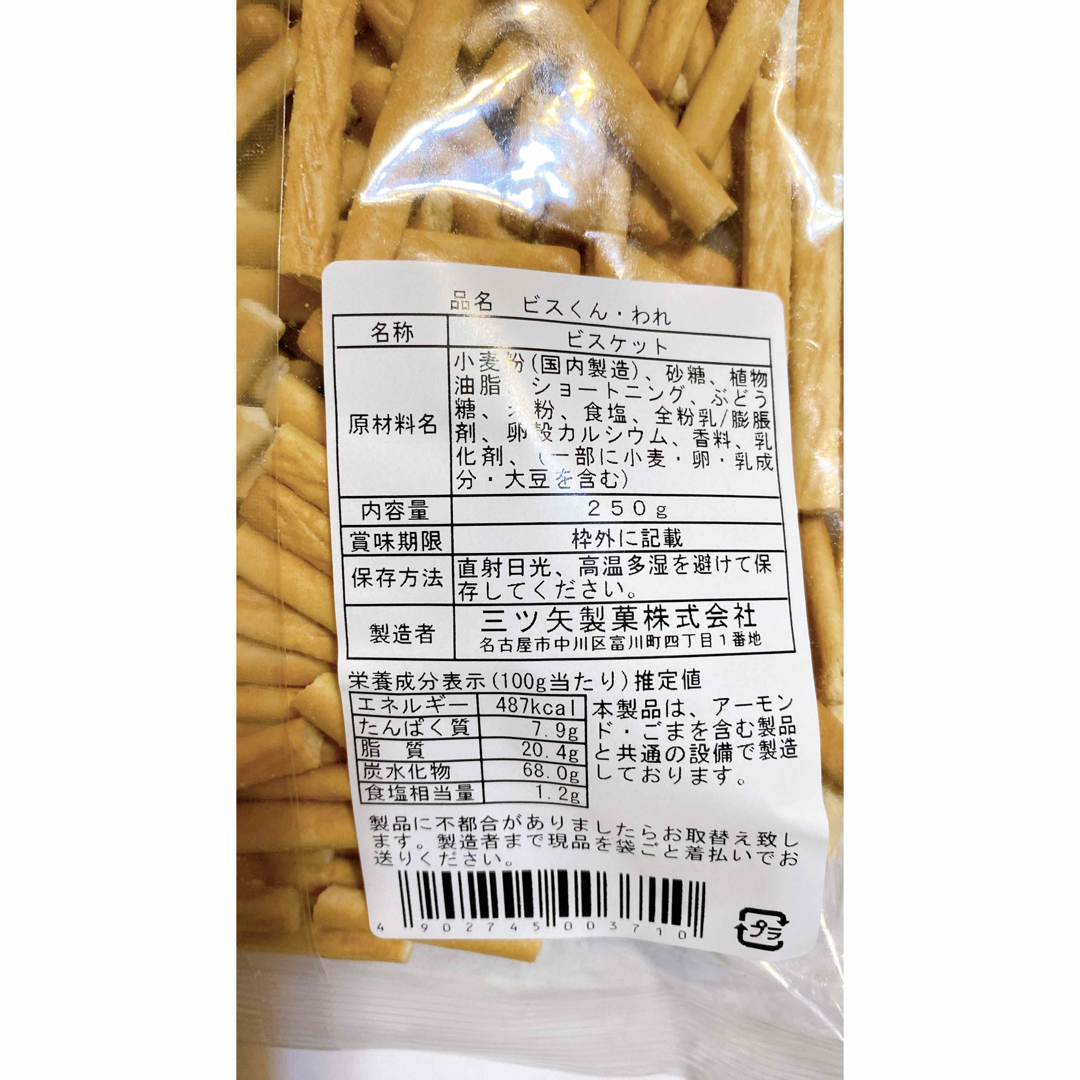 品名 ビスくん・われ
名称 ビスケット
原材料名 小麦粉(国内製造)、砂糖、植物
油脂、ショートニング、ぶどう
糖、 粉、食塩、全粉乳/膨脹
剤、卵殻カルシウム、香料、乳
化剤、(一部に小麦・卵・乳成
分・大豆を含む)
内容量 250g
賞味期限 枠外に記載
保存方法 直射日光、高温多湿を避けて保
存してください。
製造者 三ツ矢製菓株式会社
名古屋市中川区富川町四丁目1番地
栄養成分表示(100g当たり)推定値
エネルギー 487kcal
たんぱく質 7.9g
脂 質 20.4g
炭水化物 68.0g
食塩相当量 1.2g
本製品は、アーモン
ド・ごまを含む製品
と共通の設備で製造
しております。
製品に不都合がありましたらお取替え致し
ます。製造者まで現品を袋ごと着払いでお
送りください。
4902745003710
プラ